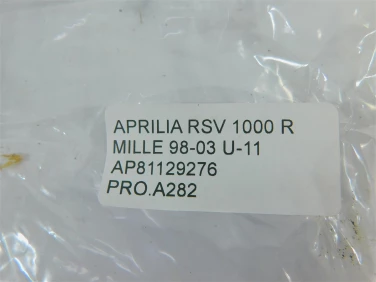 APRILIA RSV 1000 R
MILLE 98-03 U-11
AP81129276
PRO.A282